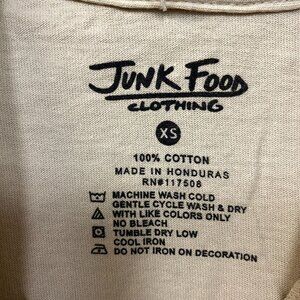 JUNK FOOD
CLOTHING
XS
100% COTTON
MADE IN HONDURAS
RN#117508
MACHINE WASH COLD
GENTLE CYCLE WASH & DRY
WITH LIKE COLORS ONLY
NO BLEACH
TUMBLE DRY LOW
COOL IRON
DO NOT IRON ON DECORATION